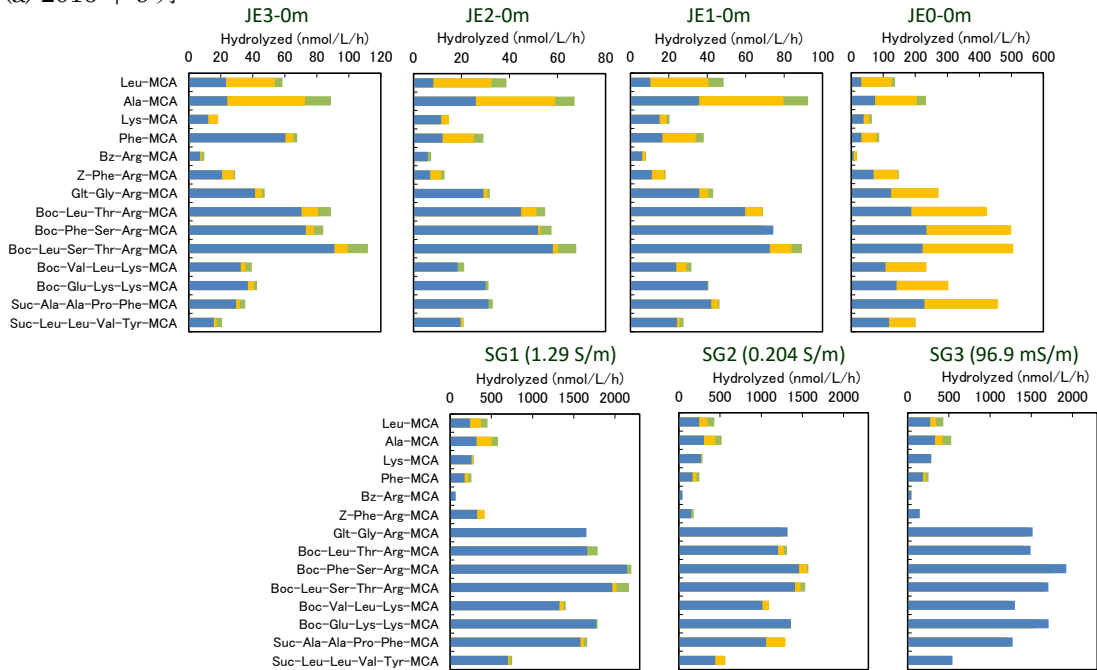 JE3-0m JE2-0m JE1-0m JE0-0m
Hydrolyzed (nmol/L/h) Hydrolyzed (nmol/L/h) Hydrolyzed (nmol/L/h) Hydrolyzed (nmol/L/h)
0 20 40 60 80 100 120 0 20 40 60 80 0 20 40 60 80 100 0 100 200 300 400 500 600
Leu-MCA
Ala-MCA
Lys-MCA
Phe-MCA
Bz-Arg-MCA
Z-Phe-Arg-MCA
Glt-Gly-Arg-MCA
Boc-Leu-Thr-Arg-MCA
Boc-Phe-Ser-Arg-MCA
Boc-Leu-Ser-Thr-Arg-MCA
Boc-Val-Leu-Lys-MCA
Boc-Glu-Lys-Lys-MCA
Suc-Ala-Ala-Pro-Phe-MCA
Suc-Leu-Leu-Val-Tyr-MCA
SG1 (1.29 S/m) SG2 (0.204 S/m) SG3 (96.9 mS/m)
Hydrolyzed (nmol/L/h) Hydrolyzed (nmol/L/h) Hydrolyzed (nmol/L/h)
0 500 1000 1500 2000 0 500 1000 1500 2000 0 500 1000 1500 2000
Leu-MCA
Ala-MCA
Lys-MCA
Phe-MCA
Bz-Arg-MCA
Z-Phe-Arg-MCA
Glt-Gly-Arg-MCA
Boc-Leu-Thr-Arg-MCA
Boc-Phe-Ser-Arg-MCA
Boc-Leu-Ser-Thr-Arg-MCA
Boc-Val-Leu-Lys-MCA
Boc-Glu-Lys-Lys-MCA
Suc-Ala-Ala-Pro-Phe-MCA
Suc-Leu-Leu-Val-Tyr-MCA